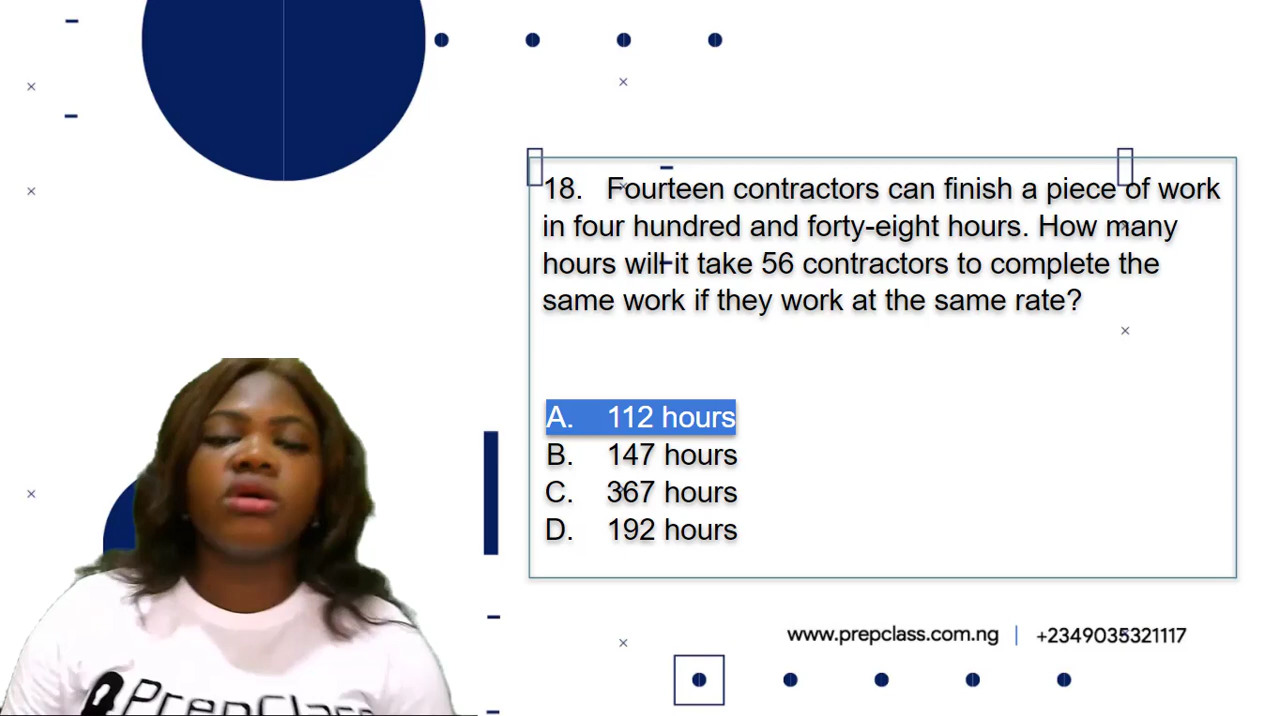 18. Fourteen contractors can finish a piece of work
in four hundred and forty-eight hours. How many
hours will it take 56 contractors to complete the
same work if they work at the same rate?
A. 112 hours
B. 147 hours
C. 367 hours
D. 192 hours
www.prepclass.com.ng | +2349035321117
PrepClass